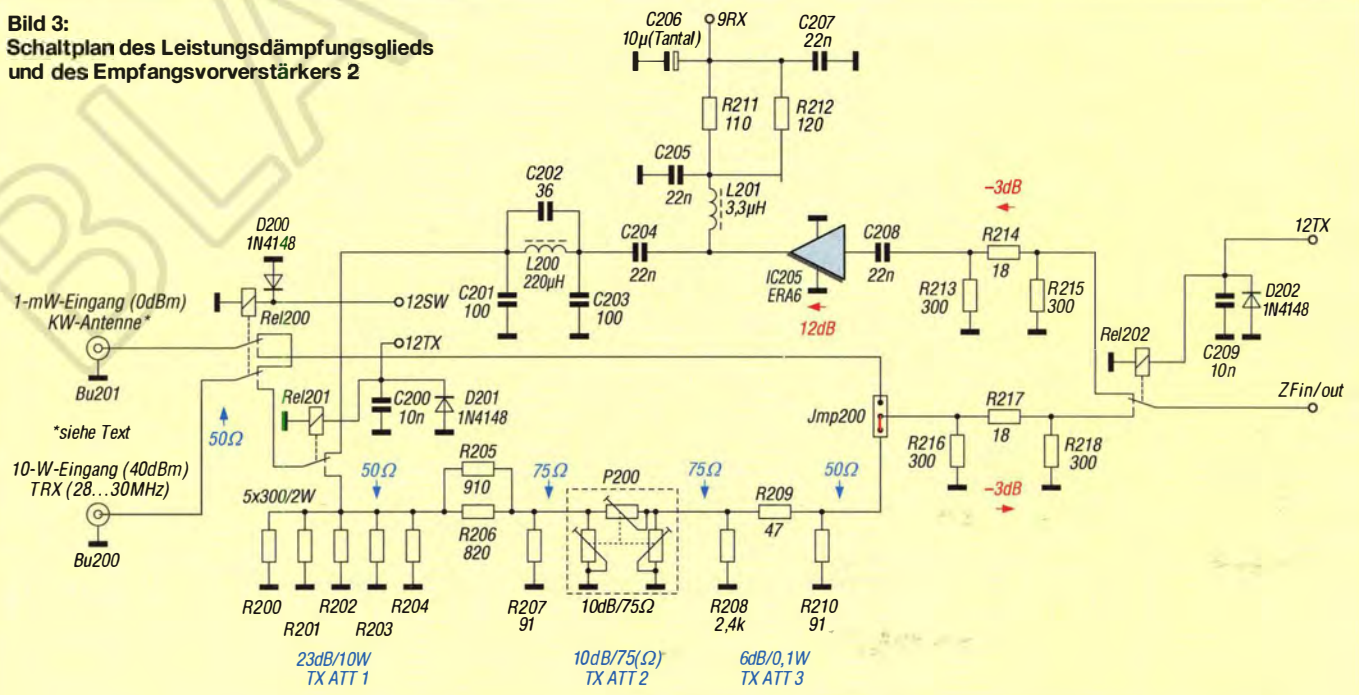 Bild 3:
Schaltplan des Leistungsdämpfungsglieds
und des Empfangsvorverstärkers 2
BLA
C206
10µ(Tantal)
9RX
C207
22n
R211
110
R212
120
C205
22n
C202
36
L201
3,3µH
–3dB
D200
1N4148
C204
22n
C208
22n
R214
18
12TX
L200
220µH
IC205
ERA6
1-mW-Eingang (0dBm)
KW-Antenne*
12SW
C201
100
C203
100
R213
300
R215
300
D202
1N4148
Rel200
12dB
Rel202
C209
10n
12TX
Bu201
Rel201
C200
10n
D201
1N4148
Jmp200
R217
18
ZFin/out
*siehe Text
50Ω
R216
300
R218
300
10-W-Eingang (40dBm)
TRX (28...30MHz)
50Ω
R205
910
75Ω
P200
75Ω
50Ω
–3dB
5x300/2W
R209
47
R206
820
Bu200
R200
R201
R202
R203
R204
R207
91
10dB/75Ω
R208
2,4k
R210
91
23dB/10W
TX ATT 1
10dB/75(Ω)
TX ATT 2
6dB/0,1W
TX ATT 3